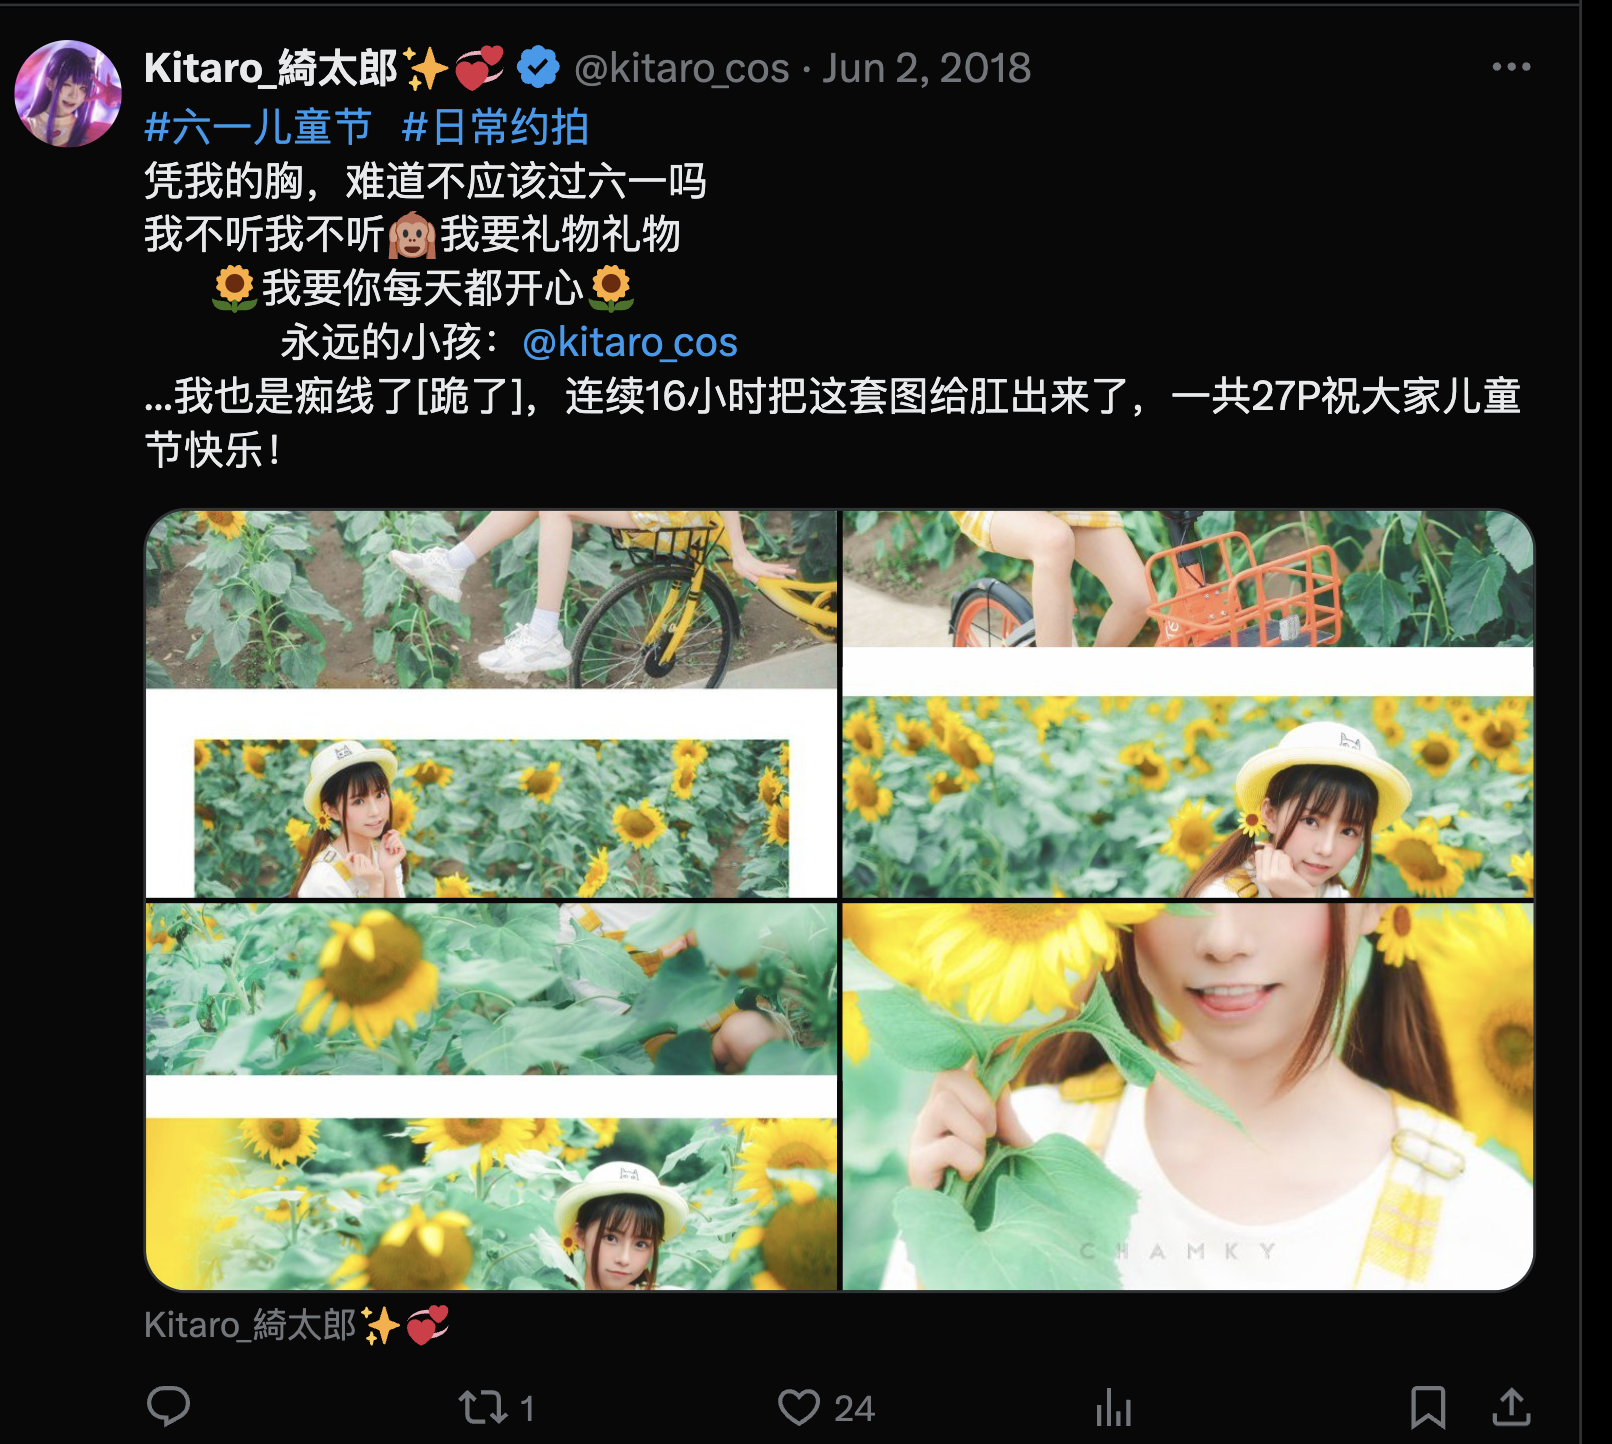 Kitaro_綺太郎✨💞 @kitaro_cos · Jun 2, 2018
#六一儿童节 #日常约拍
凭我的胸，难道不应该过六一吗
我不听我不听🙉我要礼物礼物
🌻我要你每天都开心🌻
永远的小孩：@kitaro_cos
...我也是痴线了[跪了]，连续16小时把这套图给肛出来了，一共27P祝大家儿童
节快乐！
CHAMKY
Kitaro_綺太郎✨💞
1
24